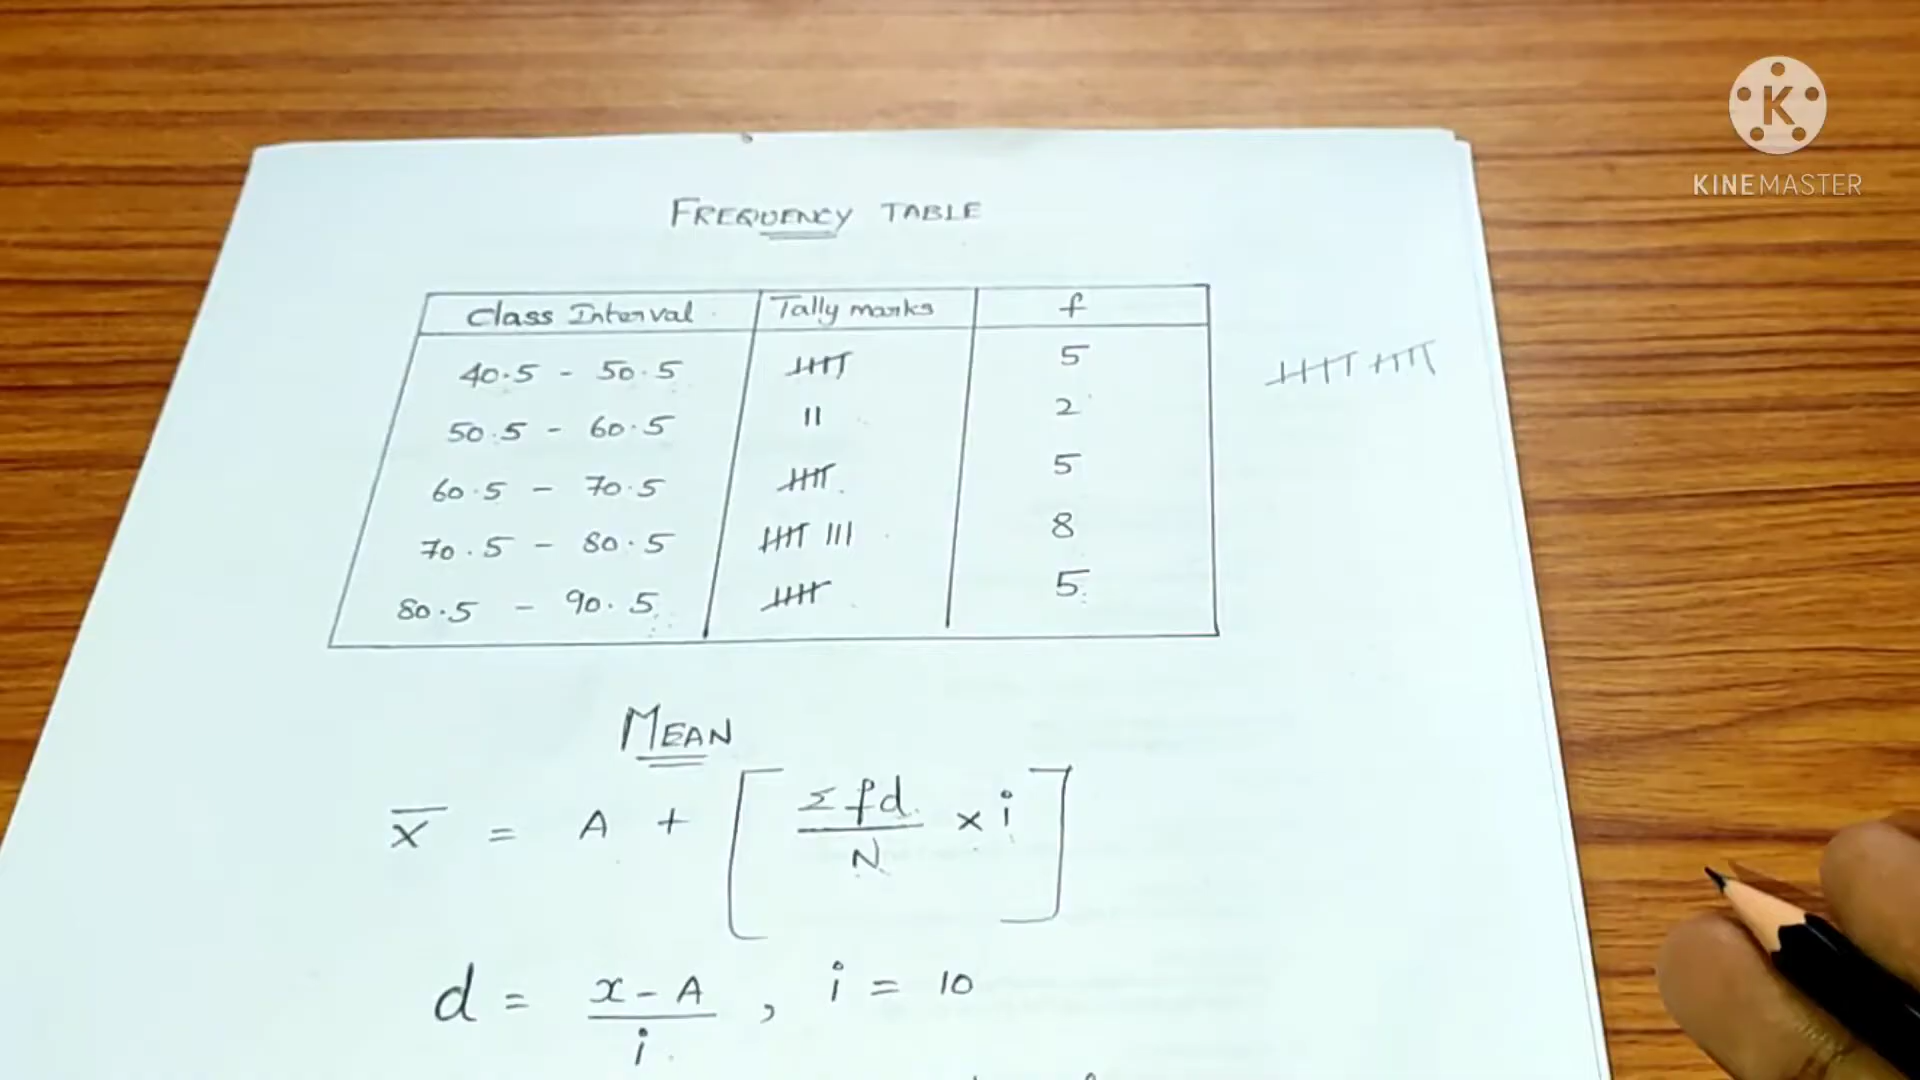 KINEMASTER
FREQUENCY TABLE
Class Interval Tally marks f
40.5 - 50.5 𝍸 5
50.5 - 60.5 || 2
60.5 - 70.5 𝍸 5
70.5 - 80.5 𝍸 ||| 8
80.5 - 90.5 𝍸 5
𝍸 𝍸
MEAN
x̅ = A + [ Σfd / N × i ]
d = x - A / i , i = 10